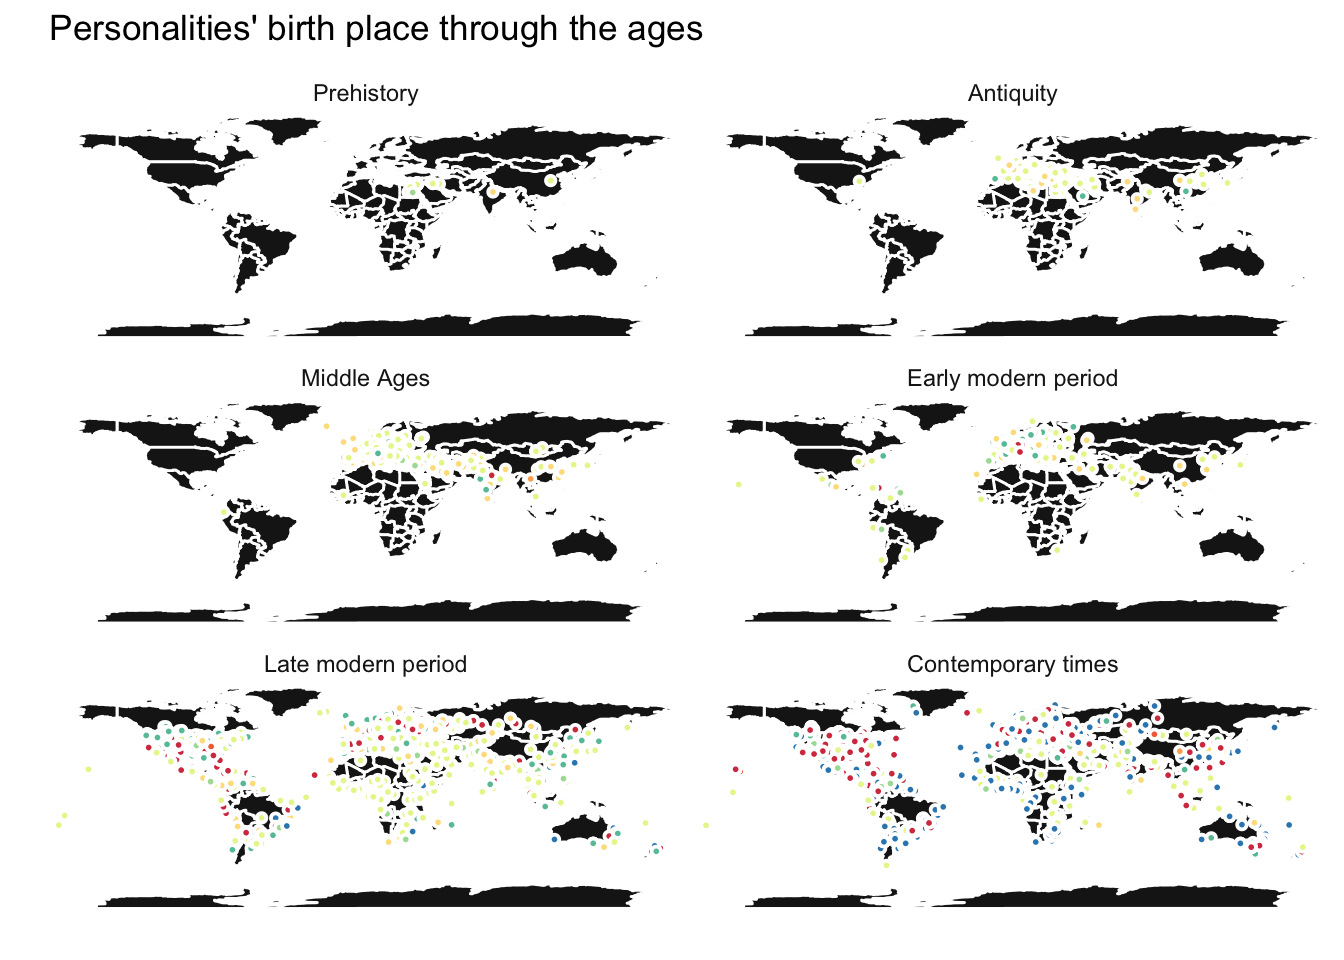 Personalities' birth place through the ages
Prehistory
Antiquity
Middle Ages
Early modern period
Late modern period
Contemporary times